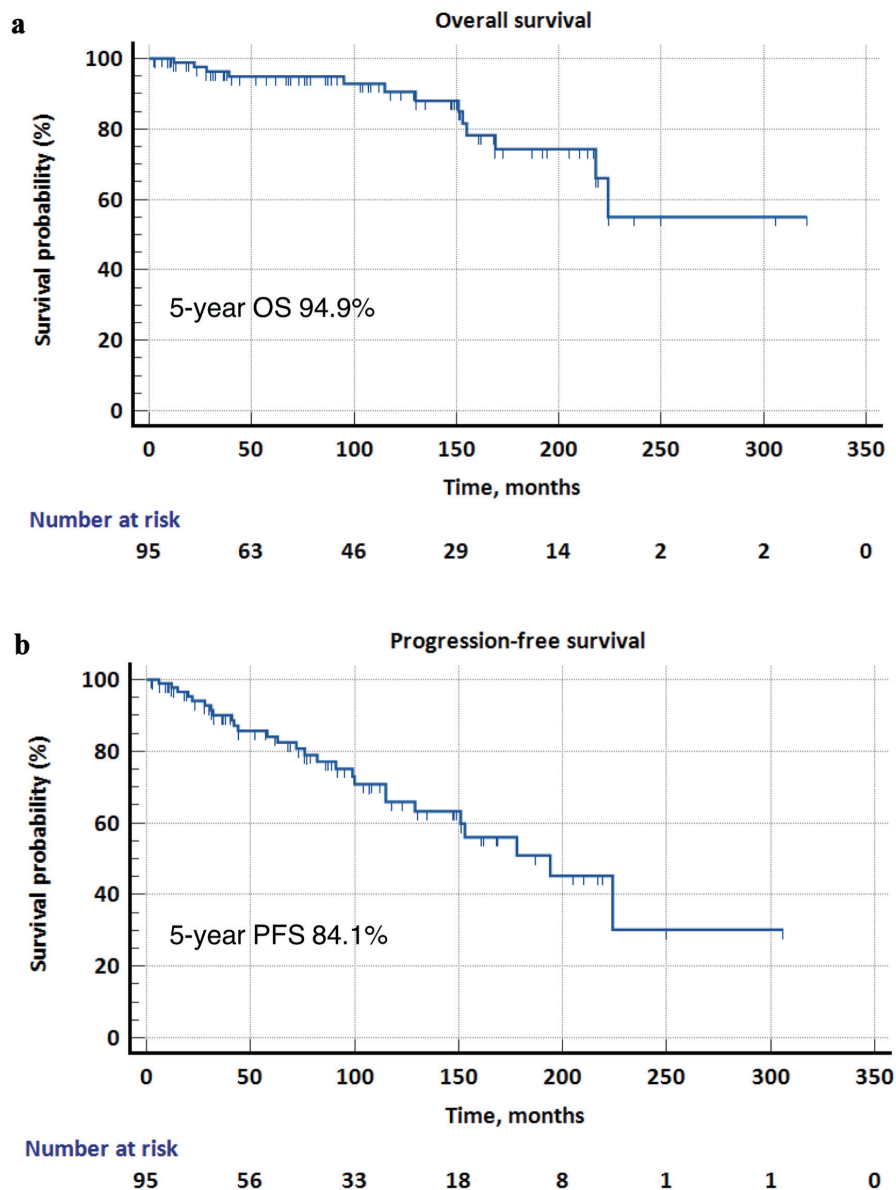 a
Overall survival
Survival probability (%)
100
80
60
40
20
0
5-year OS 94.9%
0 50 100 150 200 250 300 350
Time, months
Number at risk
95 63 46 29 14 2 2 0
b
Progression-free survival
Survival probability (%)
100
80
60
40
20
0
5-year PFS 84.1%
0 50 100 150 200 250 300 350
Time, months
Number at risk
95 56 33 18 8 1 1 0